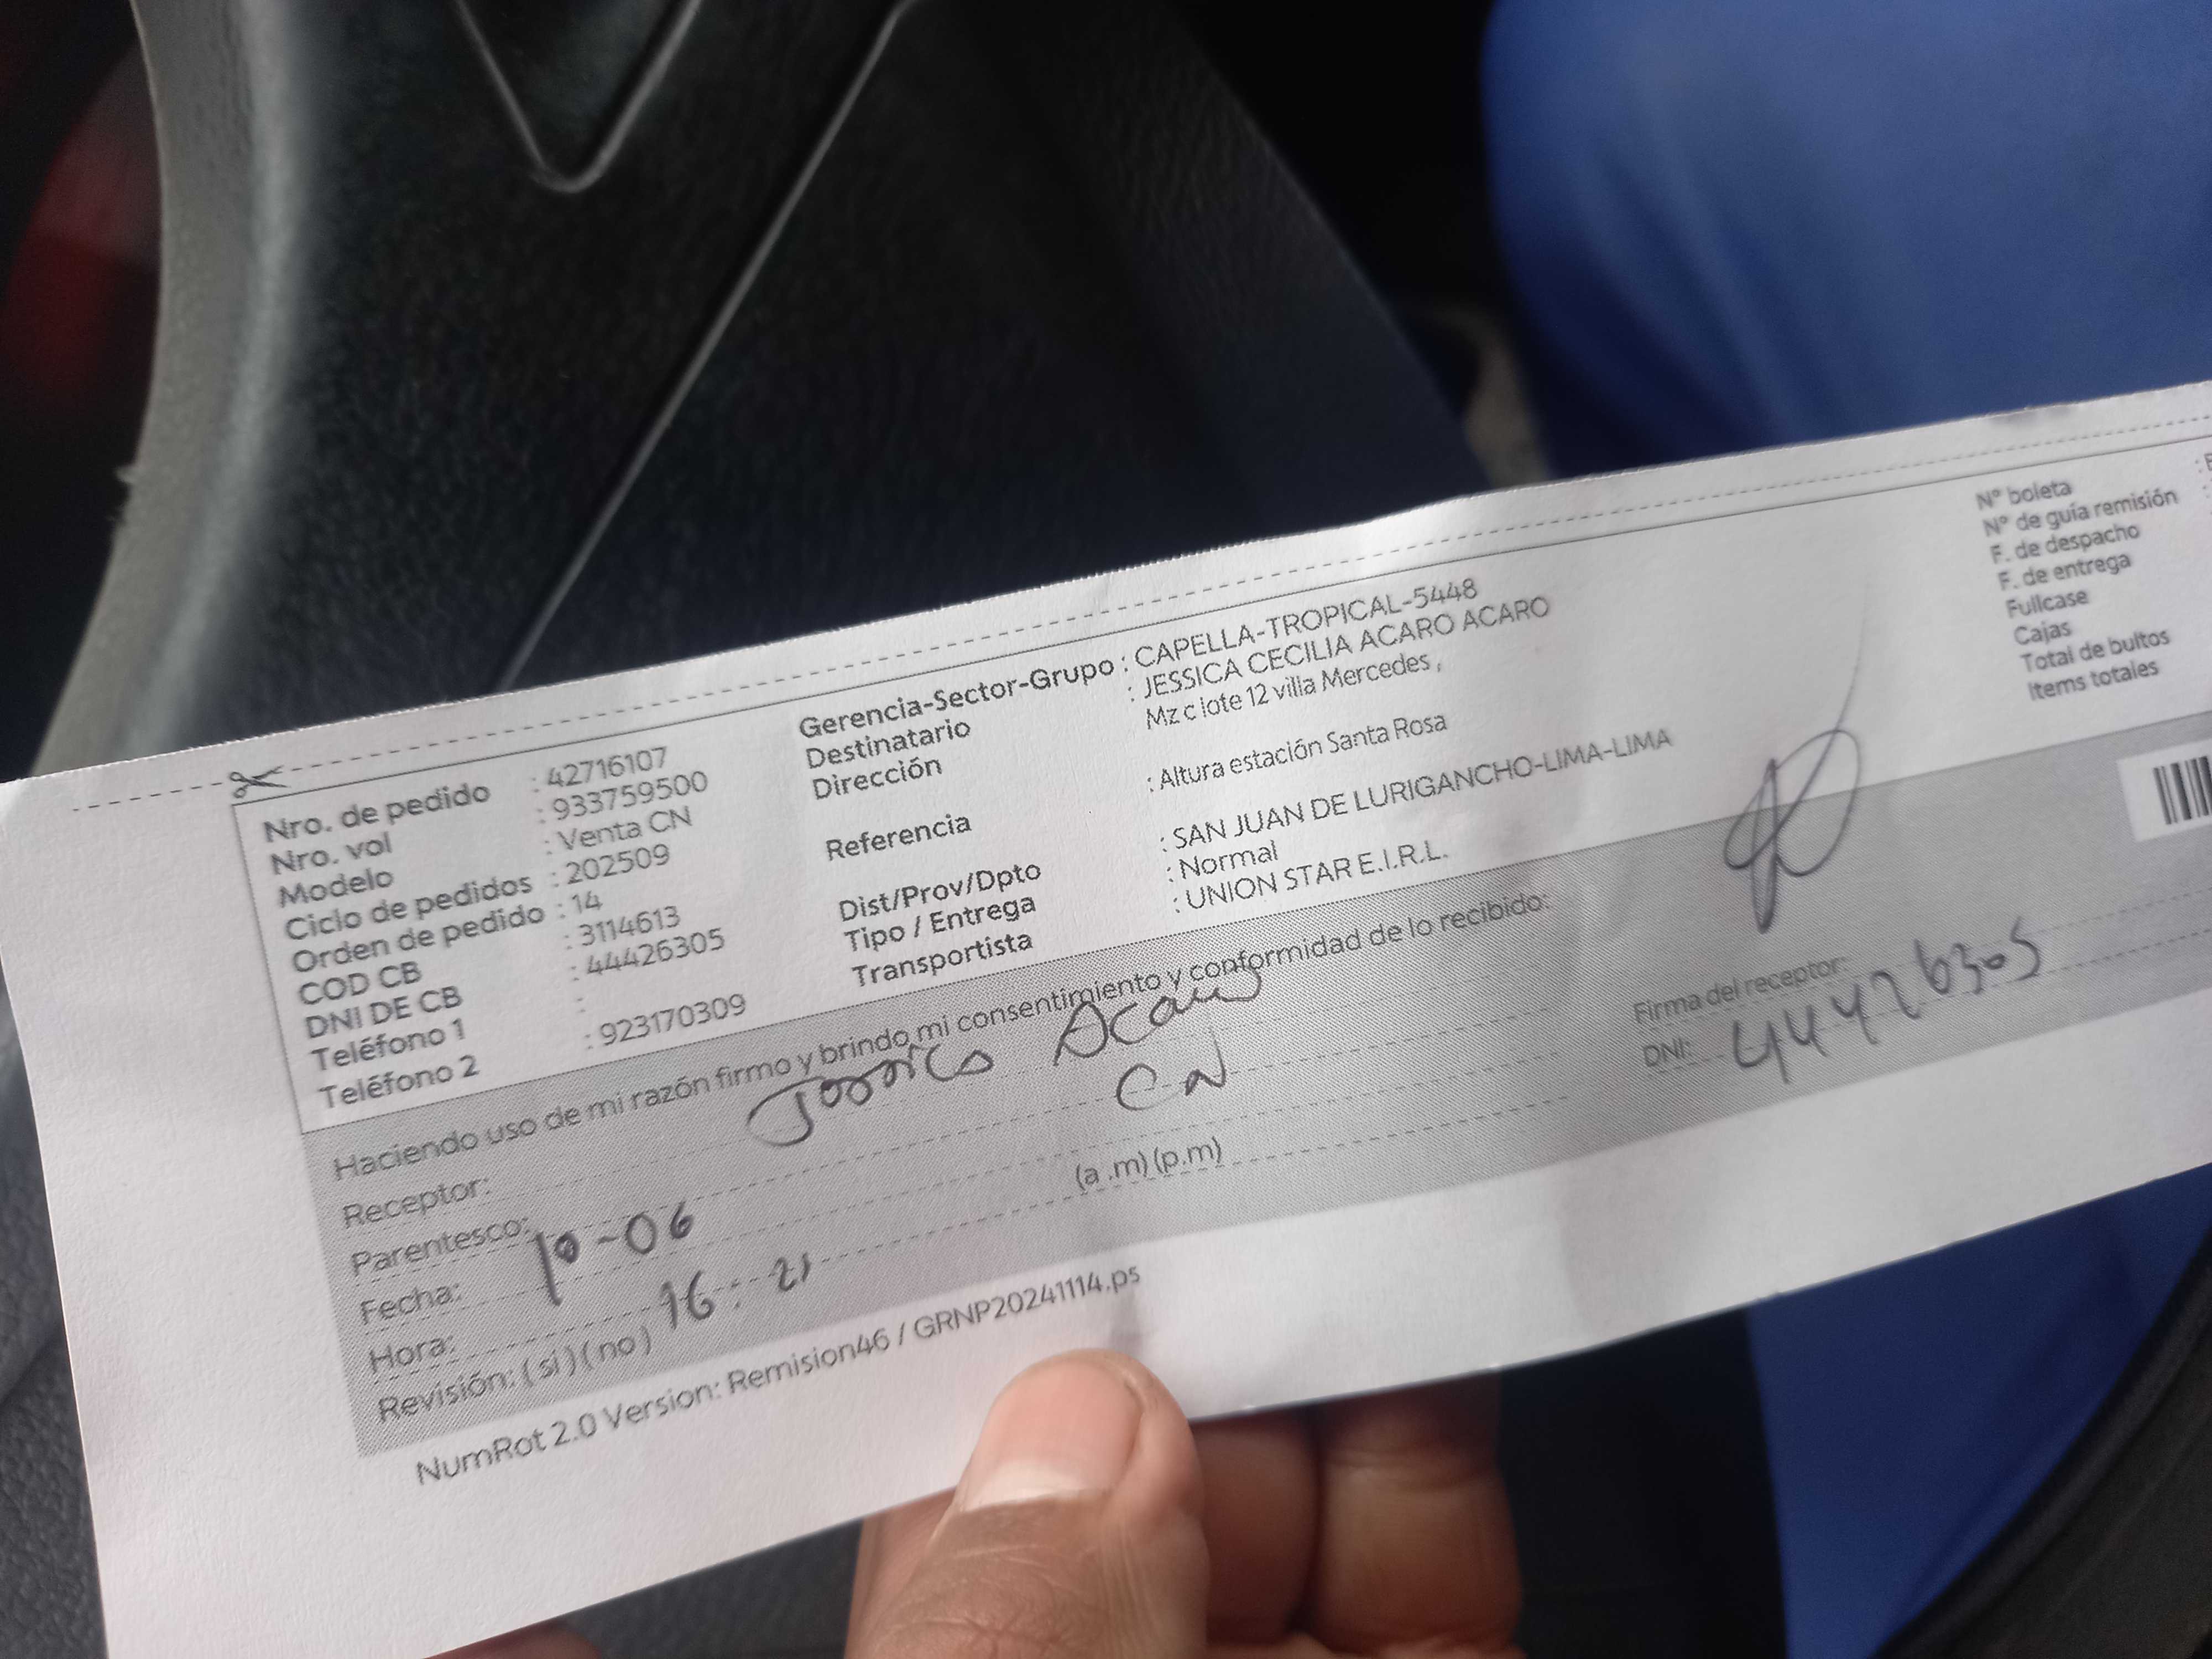 Nro. de pedido : 42716107
Nro. vol : 933759500
Modelo : Venta CN
Ciclo de pedidos : 202509
Orden de pedido : 14
COD CB : 3114613
DNI DE CB : 44426305
Teléfono 1 :
Teléfono 2 : 923170309
Gerencia-Sector-Grupo : CAPELLA-TROPICAL-5448
Destinatario : JESSICA CECILIA ACARO ACARO
Dirección Mz c lote 12 villa Mercedes ,
Referencia : Altura estación Santa Rosa
Dist/Prov/Dpto : SAN JUAN DE LURIGANCHO-LIMA-LIMA
Tipo / Entrega : Normal
Transportista : UNION STAR E.I.R.L.
N° boleta
N° de guía remisión
F. de despacho
F. de entrega
Fullcase
Cajas
Total de bultos
Items totales
Haciendo uso de mi razón firmo y brindo mi consentimiento y conformidad de lo recibido:
Receptor:
Parentesco: CN
Fecha: 10-06
Hora: 16:21 (a .m) (p.m)
Revisión: ( si ) ( no )
Firma del receptor:
DNI: 44426305
NumRot 2.0 Version: Remision46 / GRNP20241114.ps